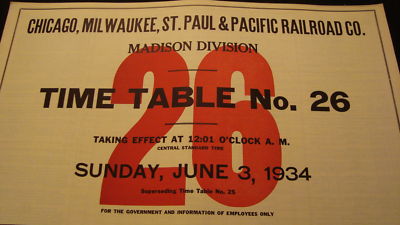 CHICAGO, MILWAUKEE, ST. PAUL & PACIFIC RAILROAD CO.
MADISON DIVISION
26
TIME TABLE No. 26
TAKING EFFECT AT 12:01 O'CLOCK A. M.
CENTRAL STANDARD TIME
SUNDAY, JUNE 3, 1934
Superseding Time Table No. 25
FOR THE GOVERNMENT AND INFORMATION OF EMPLOYEES ONLY